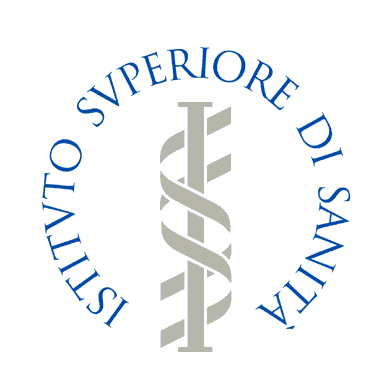 ISTITVTO SVPERIORE DI SANITÀ